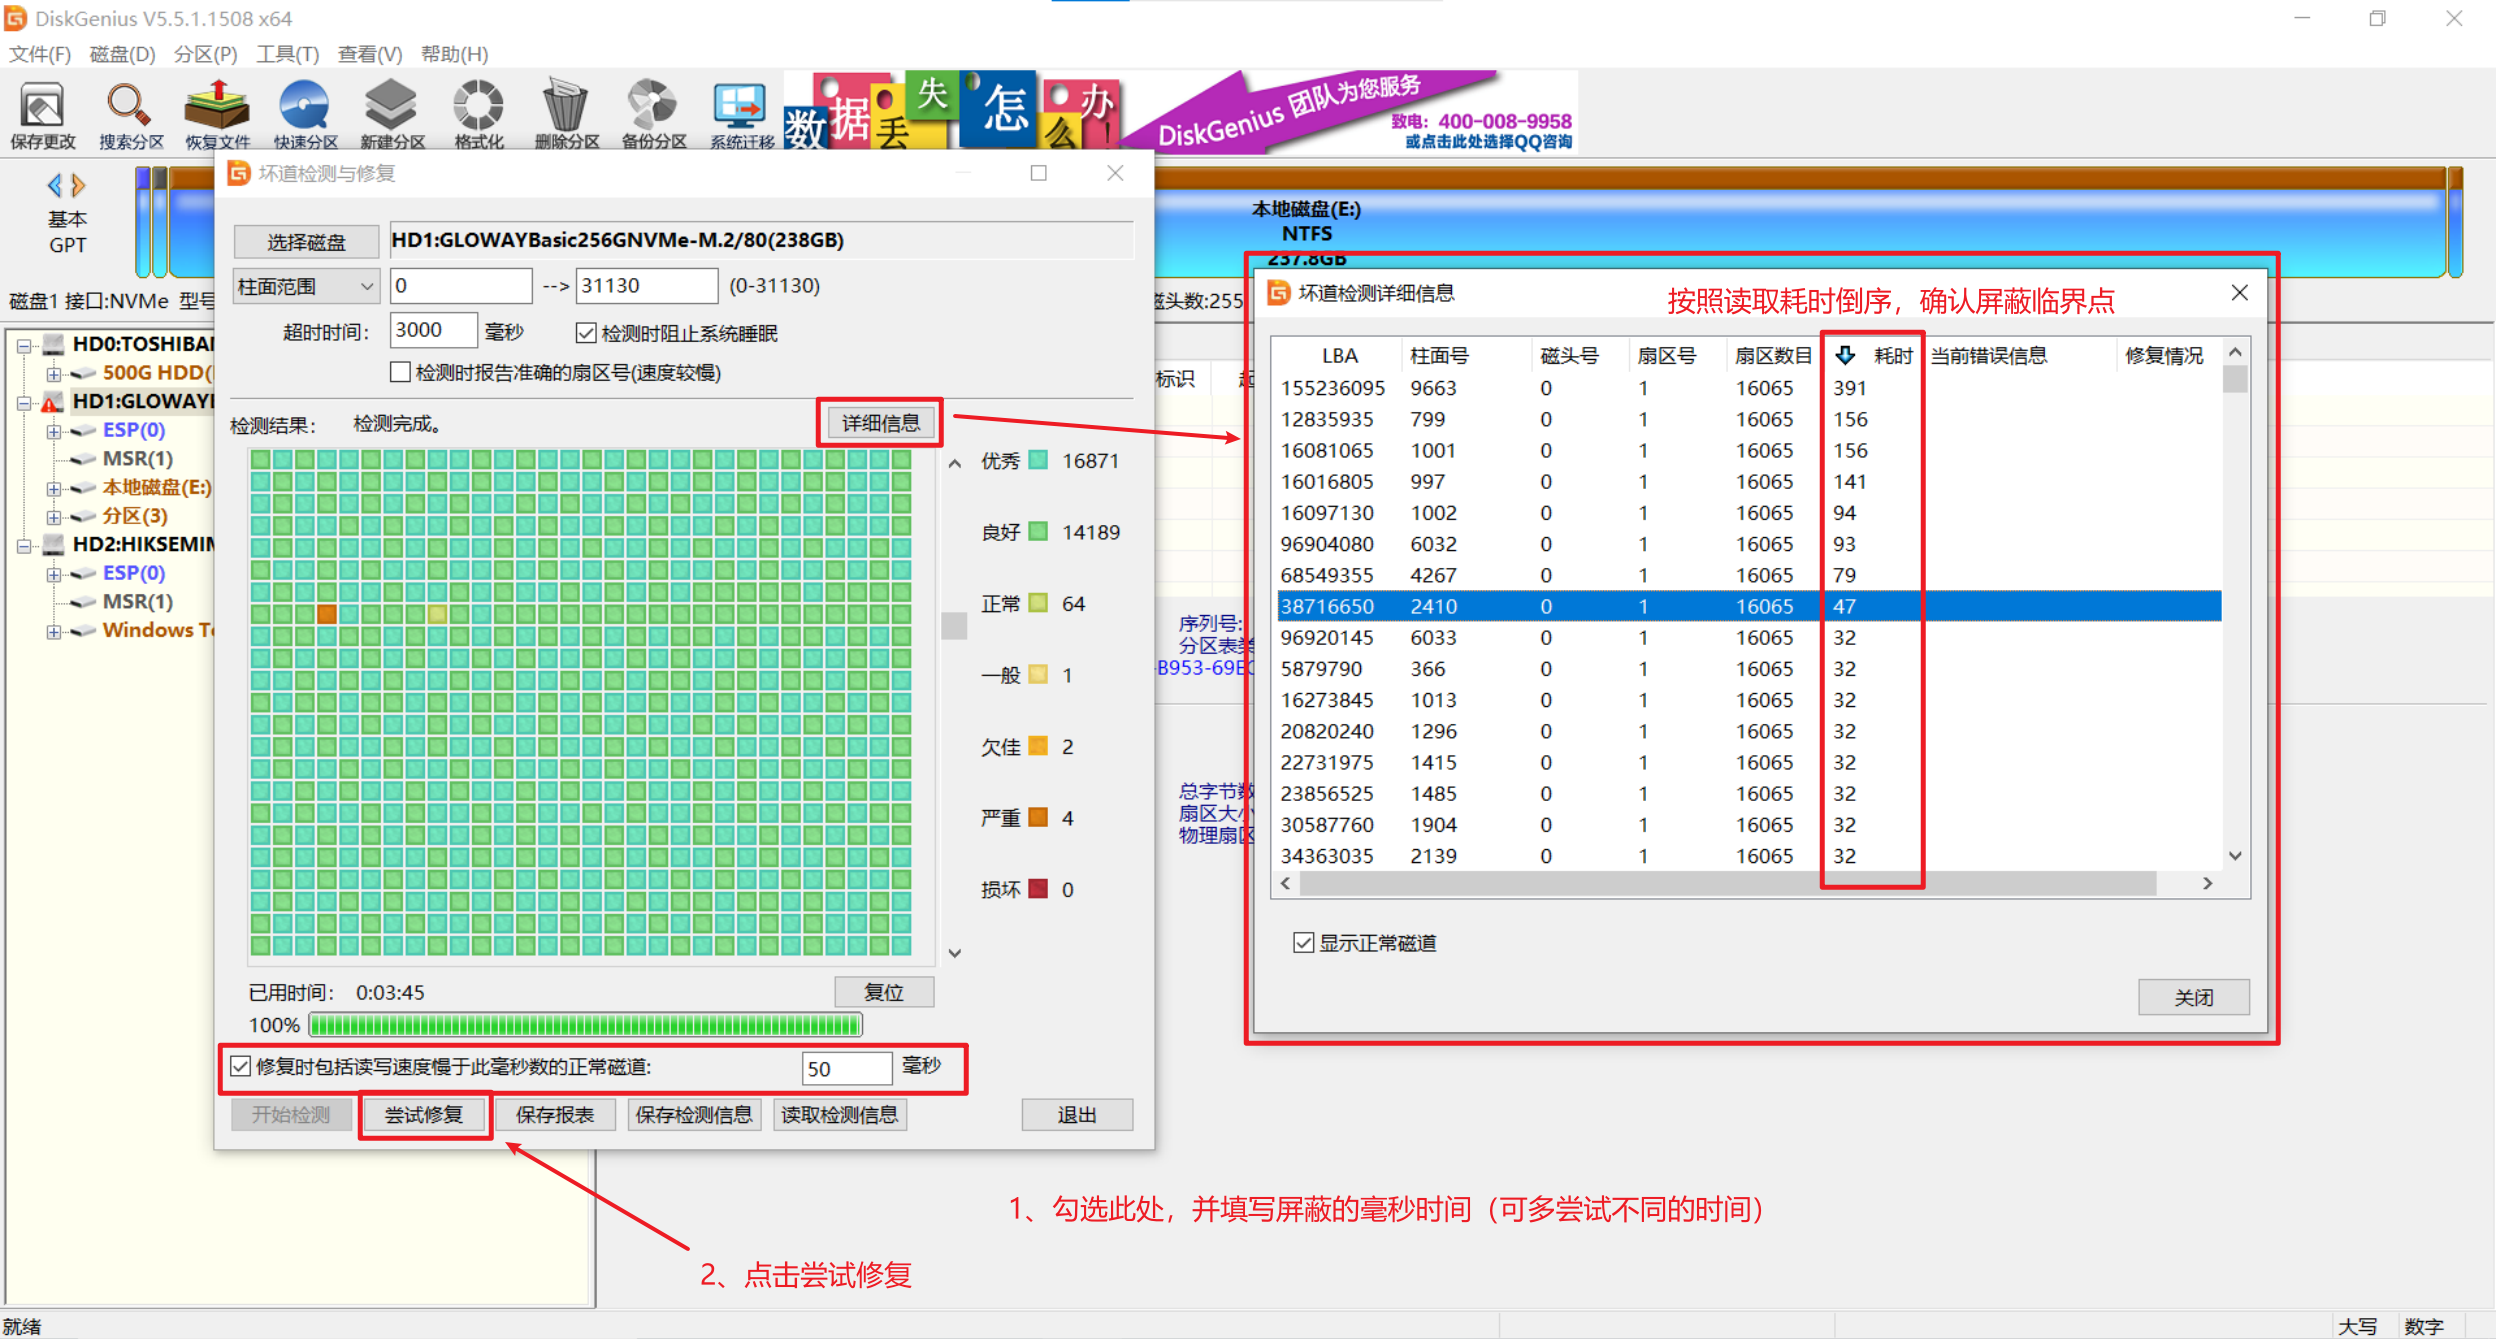 DiskGenius V5.5.1.1508 x64
文件(F) 磁盘(D) 分区(P) 工具(T) 查看(V) 帮助(H)
保存更改 搜索分区 恢复文件 快速分区 新建分区 格式化 删除分区 备份分区 系统迁移
数据丢失怎么办!
DiskGenius 团队为您服务
致电：400-008-9958
或点击此处选择QQ咨询
基本
GPT
本地磁盘(E:)
NTFS
237.8GB
磁盘1 接口:NVMe 型号
磁头数:255
HD0:TOSHIBA
500G HDD(
HD1:GLOWAY
ESP(0)
MSR(1)
本地磁盘(E:)
分区(3)
HD2:HIKSEMI
ESP(0)
MSR(1)
Windows
标识
序列号:
分区表类
-B953-69E
总字节数
扇区大小
物理扇区
坏道检测与修复
选择磁盘 HD1:GLOWAYBasic256GNVMe-M.2/80(238GB)
柱面范围 0 --> 31130 (0-31130)
超时时间： 3000 毫秒 检测时阻止系统睡眠
检测时报告准确的扇区号(速度较慢)
检测结果： 检测完成。 详细信息
优秀 16871
良好 14189
正常 64
一般 1
欠佳 2
严重 4
损坏 0
已用时间： 0:03:45 复位
100%
修复时包括读写速度慢于此毫秒数的正常磁道: 50 毫秒
开始检测 尝试修复 保存报表 保存检测信息 读取检测信息 退出
坏道检测详细信息
按照读取耗时倒序，确认屏蔽临界点
LBA 柱面号 磁头号 扇区号 扇区数目 耗时 当前错误信息 修复情况
155236095 9663 0 1 16065 391
12835935 799 0 1 16065 156
16081065 1001 0 1 16065 156
16016805 997 0 1 16065 141
16097130 1002 0 1 16065 94
96904080 6032 0 1 16065 93
68549355 4267 0 1 16065 79
38716650 2410 0 1 16065 47
96920145 6033 0 1 16065 32
5879790 366 0 1 16065 32
16273845 1013 0 1 16065 32
20820240 1296 0 1 16065 32
22731975 1415 0 1 16065 32
23856525 1485 0 1 16065 32
30587760 1904 0 1 16065 32
34363035 2139 0 1 16065 32
显示正常磁道
关闭
1、勾选此处，并填写屏蔽的毫秒时间（可多尝试不同的时间）
2、点击尝试修复
就绪
大写 数字